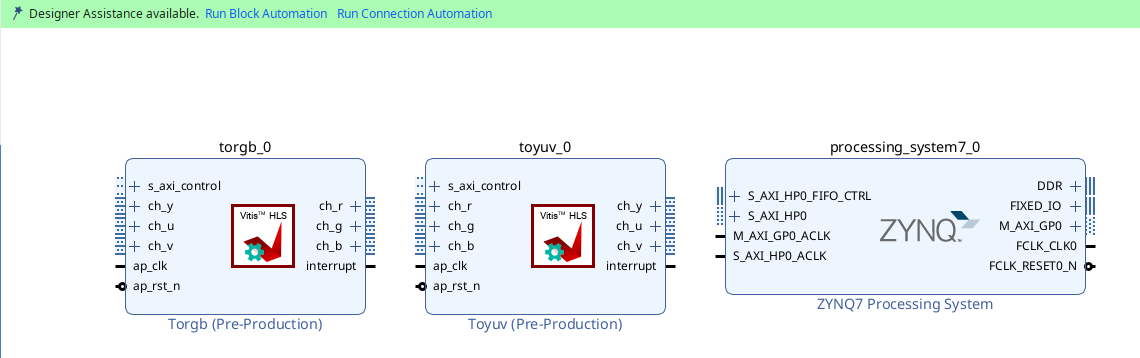 Designer Assistance available. Run Block Automation Run Connection Automation
torgb_0
s_axi_control
ch_y
ch_u
ch_v
ap_clk
ap_rst_n
Vitis™ HLS
ch_r
ch_g
ch_b
interrupt
Torgb (Pre-Production)
toyuv_0
s_axi_control
ch_r
ch_g
ch_b
ap_clk
ap_rst_n
Vitis™ HLS
ch_y
ch_u
ch_v
interrupt
Toyuv (Pre-Production)
processing_system7_0
S_AXI_HP0_FIFO_CTRL
S_AXI_HP0
M_AXI_GP0_ACLK
S_AXI_HP0_ACLK
ZYNQ™
DDR
FIXED_IO
M_AXI_GP0
FCLK_CLK0
FCLK_RESET0_N
ZYNQ7 Processing System